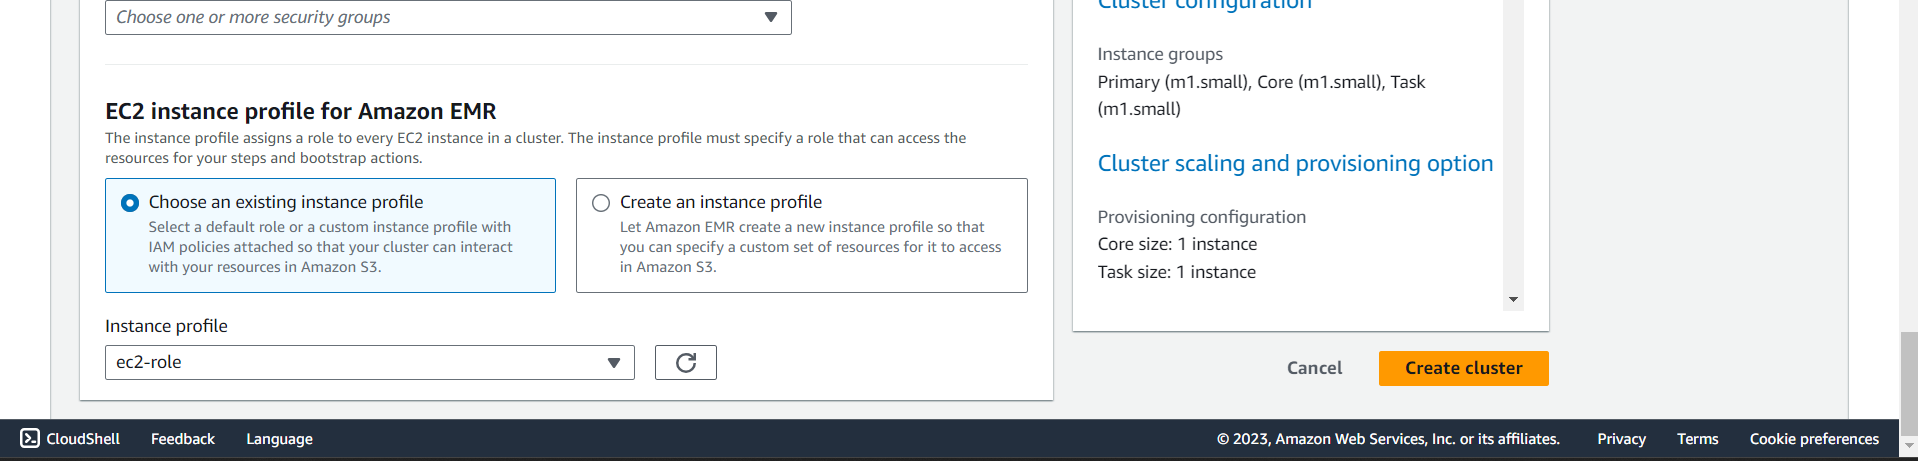 Choose one or more security groups
EC2 instance profile for Amazon EMR
The instance profile assigns a role to every EC2 instance in a cluster. The instance profile must specify a role that can access the
resources for your steps and bootstrap actions.
Choose an existing instance profile
Select a default role or a custom instance profile with
IAM policies attached so that your cluster can interact
with your resources in Amazon S3.
Create an instance profile
Let Amazon EMR create a new instance profile so that
you can specify a custom set of resources for it to access
in Amazon S3.
Instance profile
ec2-role
Cluster configuration
Instance groups
Primary (m1.small), Core (m1.small), Task
(m1.small)
Cluster scaling and provisioning option
Provisioning configuration
Core size: 1 instance
Task size: 1 instance
Cancel
Create cluster
CloudShell
Feedback
Language
© 2023, Amazon Web Services, Inc. or its affiliates.
Privacy
Terms
Cookie preferences